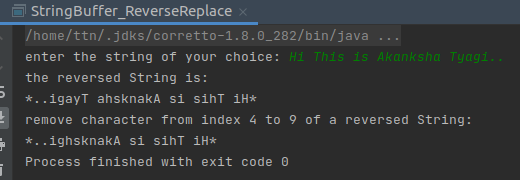 StringBuffer_ReverseReplace ×
/home/ttn/.jdks/corretto-1.8.0_282/bin/java ...
enter the string of your choice: Hi This is Akanksha Tyagi..
the reversed String is:
*..igayT ahsknakA si sihT iH*
remove character from index 4 to 9 of a reversed String:
*..ighsknakA si sihT iH*
Process finished with exit code 0